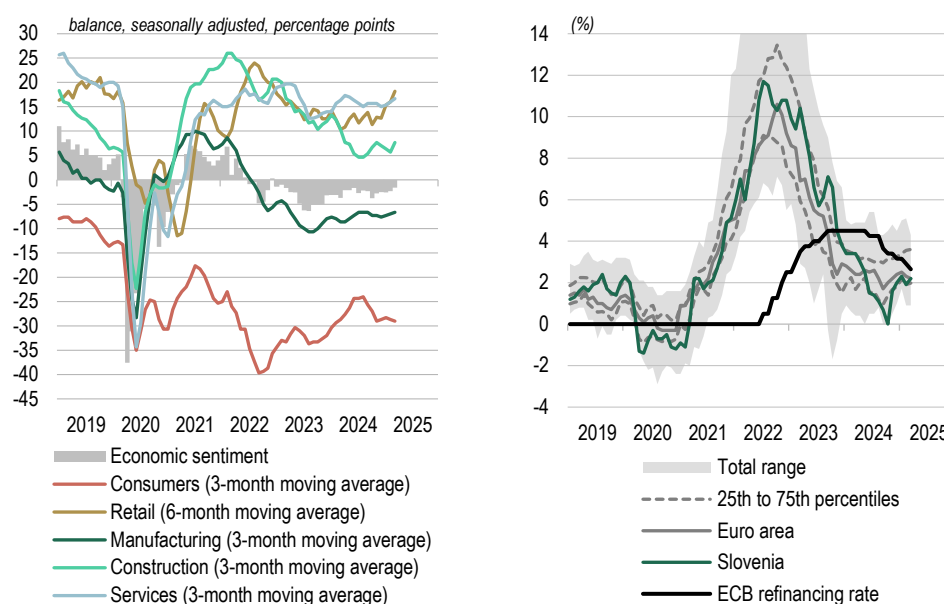 balance, seasonally adjusted, percentage points
30
25
20
15
10
5
0
-5
-10
-15
-20
-25
-30
-35
-40
-45
2019 2020 2021 2022 2023 2024 2025
Economic sentiment
Consumers (3-month moving average)
Retail (6-month moving average)
Manufacturing (3-month moving average)
Construction (3-month moving average)
Services (3-month moving average)
(%)
14
12
10
8
6
4
2
0
-2
-4
2019 2020 2021 2022 2023 2024 2025
Total range
25th to 75th percentiles
Euro area
Slovenia
ECB refinancing rate